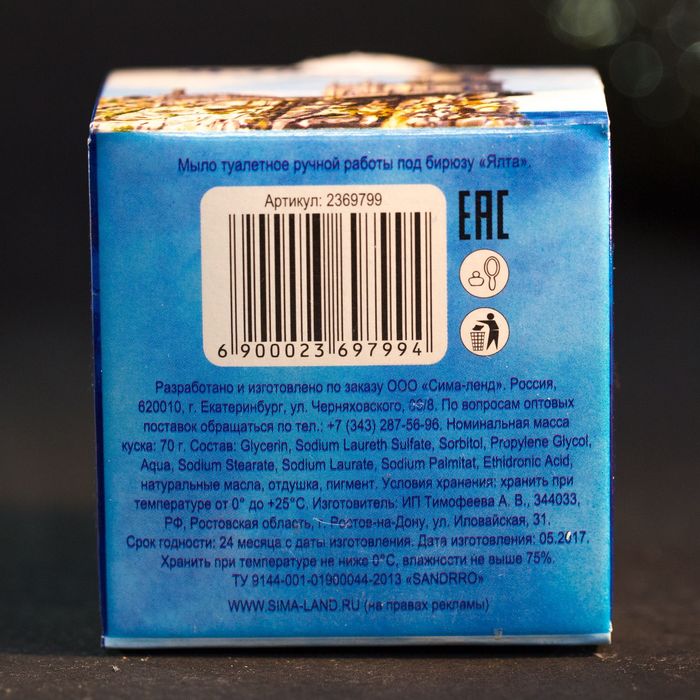 Мыло туалетное ручной работы под бирюзу «Ялта».
Артикул: 2369799
EAC
6 900023 697994
Разработано и изготовлено по заказу ООО «Сима-ленд». Россия,
620010, г. Екатеринбург, ул. Черняховского, /8. По вопросам оптовых
поставок обращаться по тел.: +7 (343) 287-56-96. Номинальная масса
куска: 70 г. Состав: Glycerin, Sodium Laureth Sulfate, Sorbitol, Propylene Glycol,
Aqua, Sodium Stearate, Sodium Laurate, Sodium Palmitat, Ethidronic Acid,
натуральные масла, отдушка, пигмент. Условия хранения: хранить при
температуре от 0° до +25°С. Изготовитель: ИП Тимофеева А. В., 344033,
РФ, Ростовская область, г. Ростов-на-Дону, ул. Иловайская, 31.
Срок годности: 24 месяца с даты изготовления. Дата изготовления: 05.2017.
Хранить при температуре не ниже 0°С, влажности не выше 75%.
ТУ 9144-001-01900044-2013 «SANDRRO»
WWW.SIMA-LAND.RU (на правах рекламы)